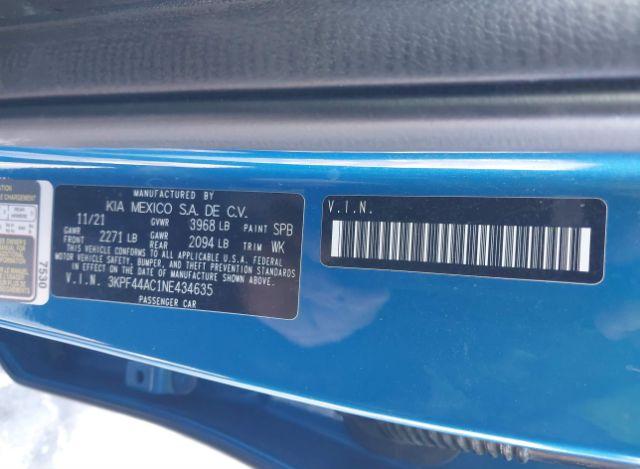 MANUFACTURED BY
KIA MEXICO S.A. DE C.V.
11/21 GVWR 3968 LB PAINT SPB
GAWR FRONT 2271 LB GAWR REAR 2094 LB TRIM WK
THIS VEHICLE CONFORMS TO ALL APPLICABLE U.S.A. FEDERAL
MOTOR VEHICLE SAFETY, BUMPER, AND THEFT PREVENTION
STANDARDS IN EFFECT ON THE DATE OF MANUFACTURE SHOWN ABOVE.
V.I.N. 3KPF44AC1NE434635
PASSENGER CAR
V.I.N.
7530